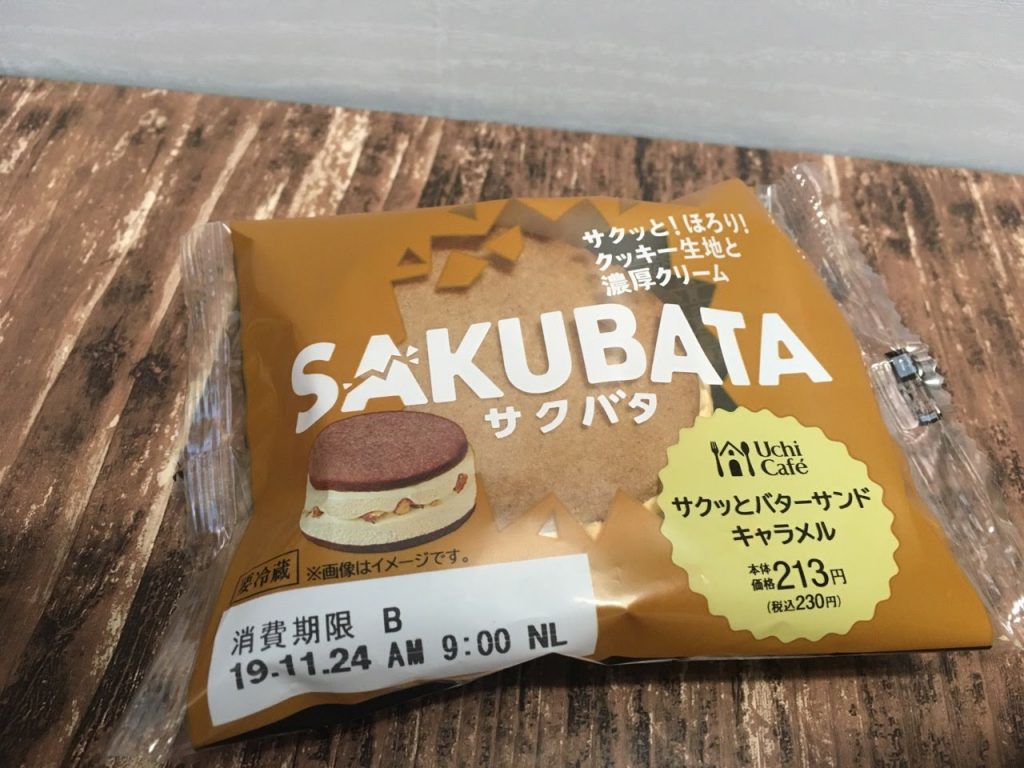 サクッと!ほろり!
クッキー生地と
濃厚クリーム
SAKUBATA
サクバタ
Uchi
Café
サクッとバターサンド
キャラメル
本体
価格213円
(税込230円)
要冷蔵 ※画像はイメージです。
消費期限 B
19.11.24 AM 9:00 NL